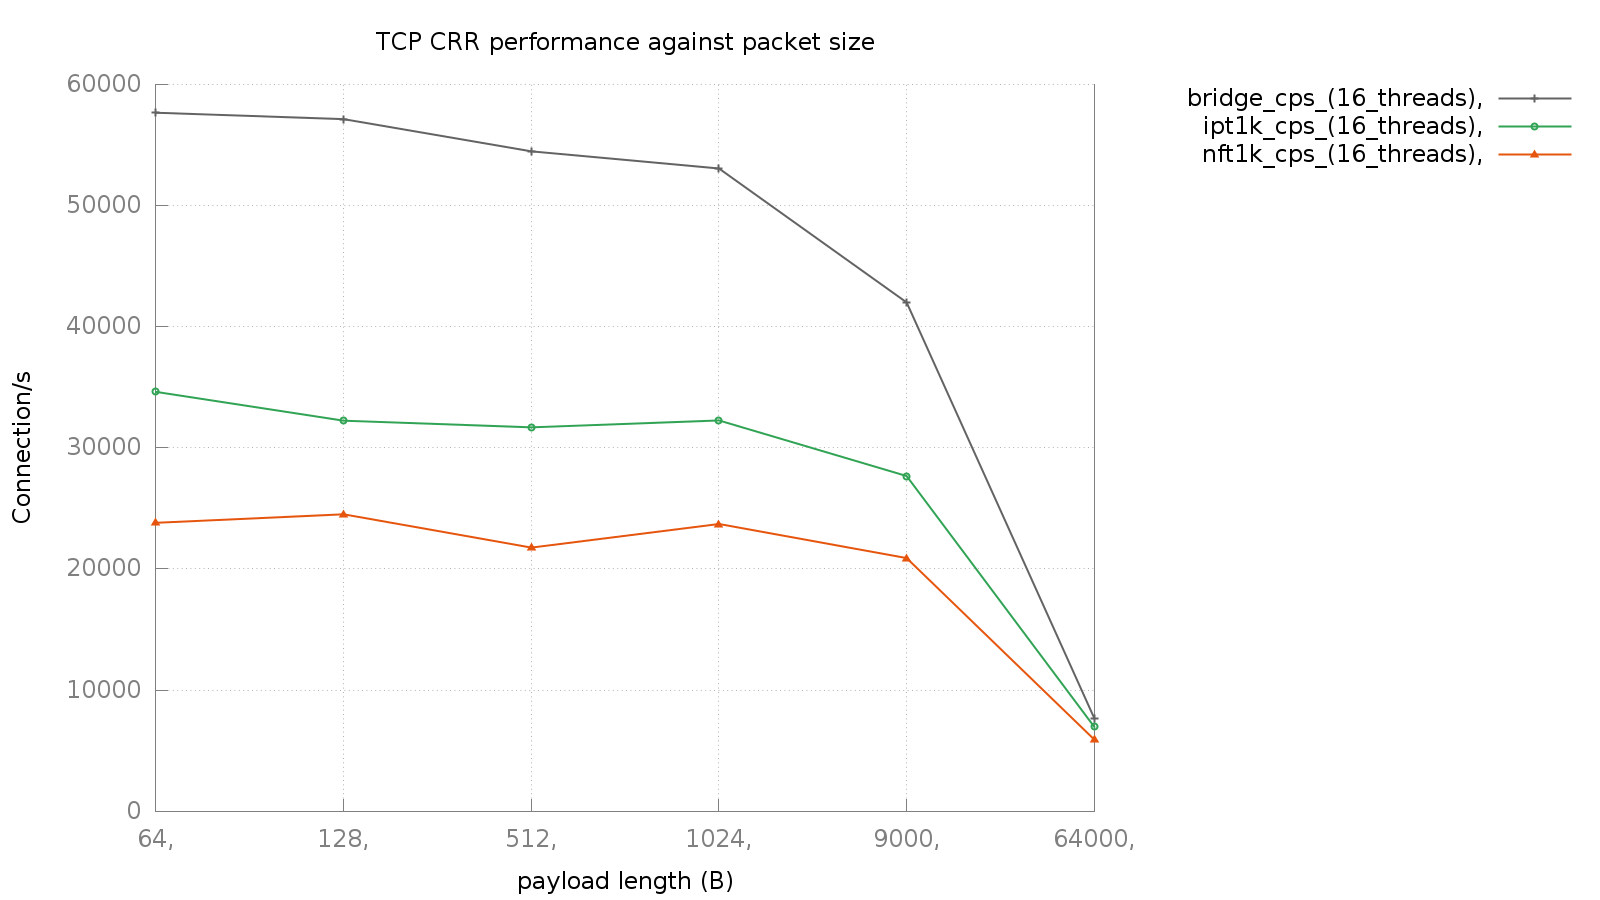 TCP CRR performance against packet size
bridge_cps_(16_threads),
ipt1k_cps_(16_threads),
nft1k_cps_(16_threads),
60000
50000
40000
30000
20000
10000
0
Connection/s
64, 128, 512, 1024, 9000, 64000,
payload length (B)